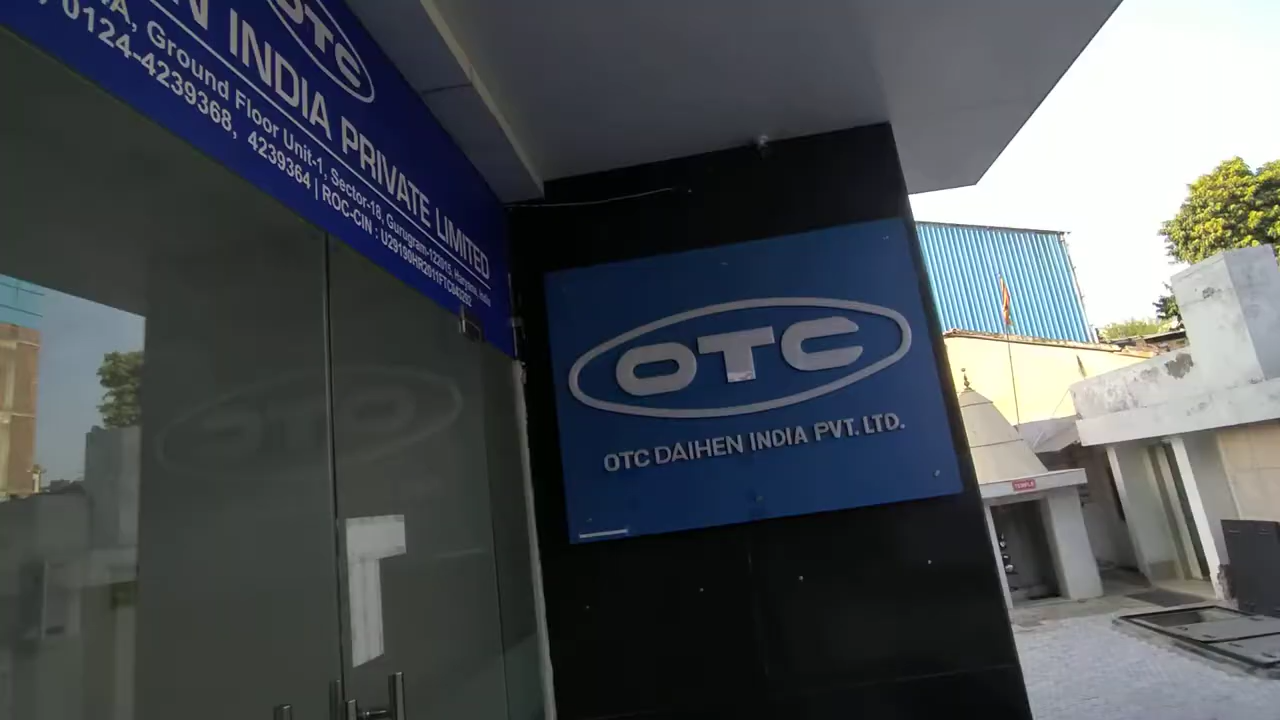 OTC
N INDIA PRIVATE LIMITED
Ground Floor Unit-1, Sector-18, Gurugram-122015, Haryana, India
0124-4239368, 4239364 | ROC-CIN :
OTC
OTC DAIHEN INDIA PVT. LTD.
TEMPLE